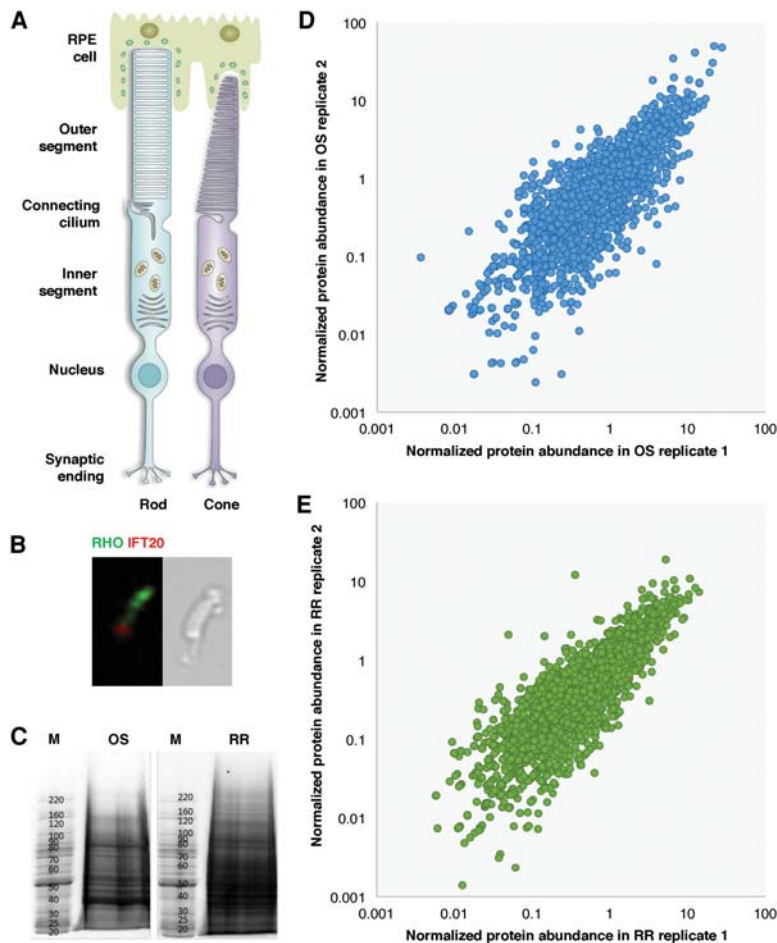 A
RPE
cell
Outer
segment
Connecting
cilium
Inner
segment
Nucleus
Synaptic
ending
Rod Cone
B
RHO IFT20
C
M OS M RR
220
160
120
100
90
80
70
60
50
40
30
25
20
220
160
120
100
90
80
70
60
50
40
30
25
20
D
Normalized protein abundance in OS replicate 2
100
10
1
0.1
0.01
0.001
0.001 0.01 0.1 1 10 100
Normalized protein abundance in OS replicate 1
E
Normalized protein abundance in RR replicate 2
100
10
1
0.1
0.01
0.001
0.001 0.01 0.1 1 10 100
Normalized protein abundance in RR replicate 1